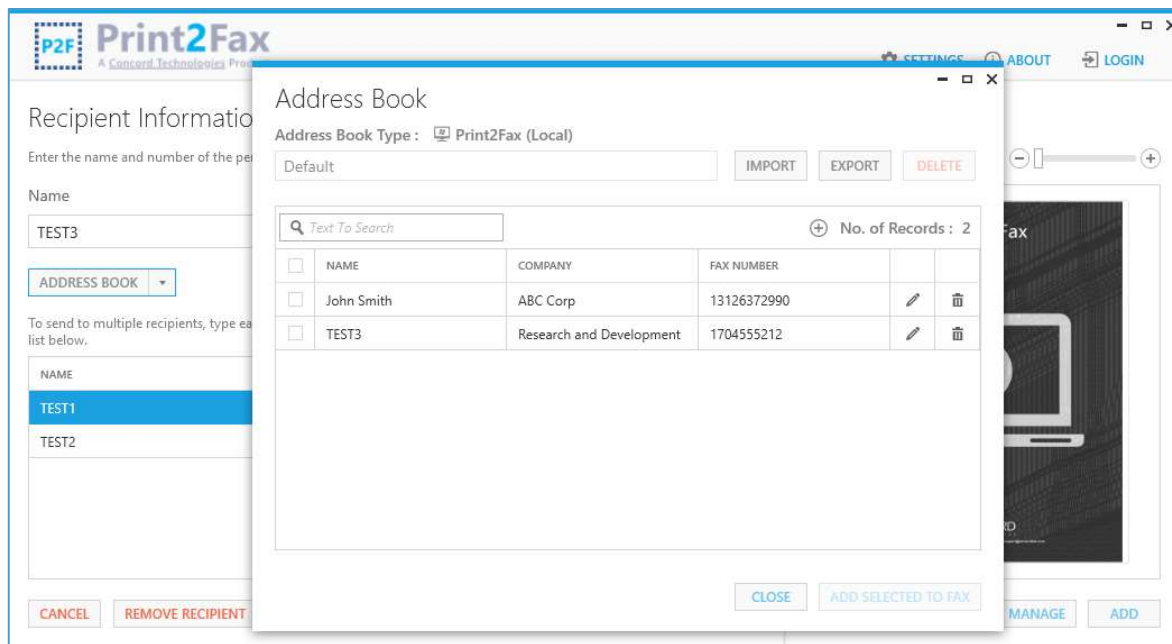 P2F Print2Fax
A Concord Technologies Pro
SETTINGS ABOUT LOGIN
Recipient Informatio
Enter the name and number of the pe
Name
TEST3
ADDRESS BOOK
To send to multiple recipients, type ea
list below.
NAME
TEST1
TEST2
CANCEL REMOVE RECIPIENT
Address Book
Address Book Type : Print2Fax (Local)
Default IMPORT EXPORT DELETE
Text To Search No. of Records : 2
NAME COMPANY FAX NUMBER
John Smith ABC Corp 13126372990
TEST3 Research and Development 1704555212
CLOSE ADD SELECTED TO FAX
Fax
RD
MANAGE ADD